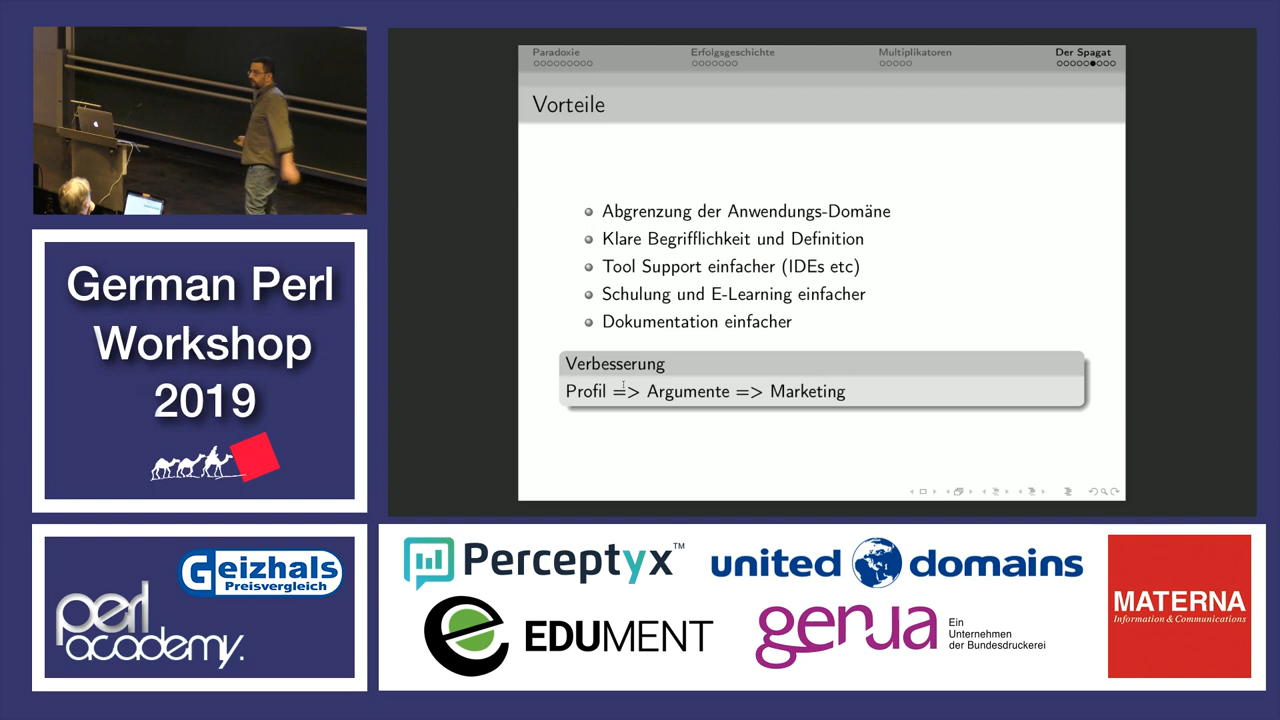 Paradoxie
Erfolgsgeschichte
Multiplikatoren
Der Spagat
Vorteile
Abgrenzung der Anwendungs-Domäne
Klare Begrifflichkeit und Definition
Tool Support einfacher (IDEs etc)
Schulung und E-Learning einfacher
Dokumentation einfacher
Verbesserung
Profil => Argumente => Marketing
German Perl
Workshop
2019
Geizhals
Preisvergleich
perl
academy.
Perceptyx™
united domains
EDUMENT
genua
Ein
Unternehmen
der Bundesdruckerei
MATERNA
Information & Communications